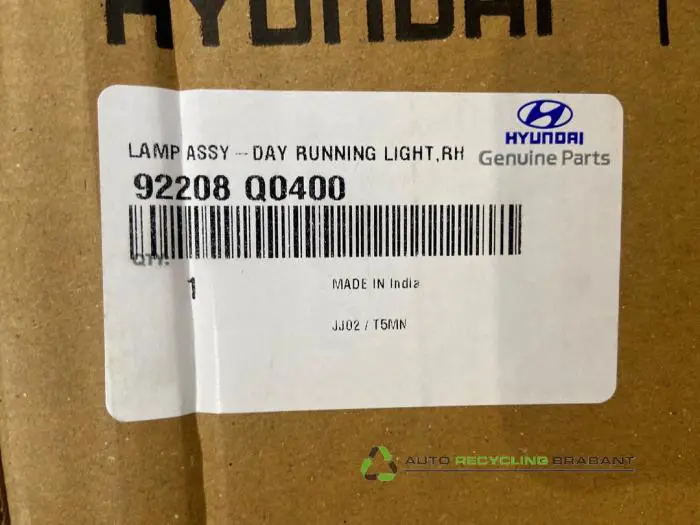 HYUNDAI
HYUNDAI
LAMP ASSY - DAY RUNNING LIGHT,RH
Genuine Parts
92208 Q0400
QTY:
1
MADE IN India
JJ02 / T5MN
AUTO RECYCLING BRABANT